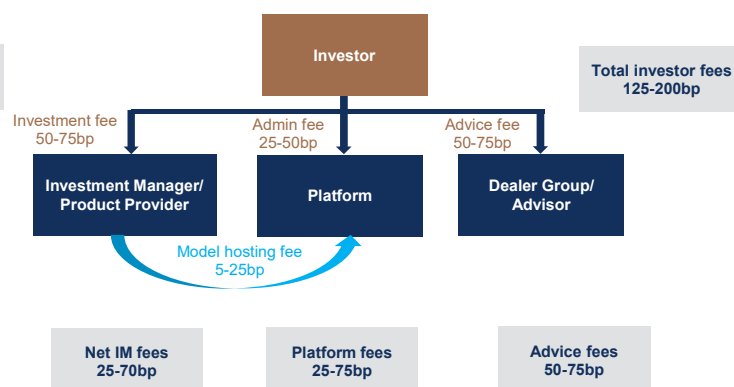 Investor
Total investor fees
125-200bp
Investment fee
50-75bp
Admin fee
25-50bp
Advice fee
50-75bp
Investment Manager/
Product Provider
Platform
Dealer Group/
Advisor
Model hosting fee
5-25bp
Net IM fees
25-70bp
Platform fees
25-75bp
Advice fees
50-75bp